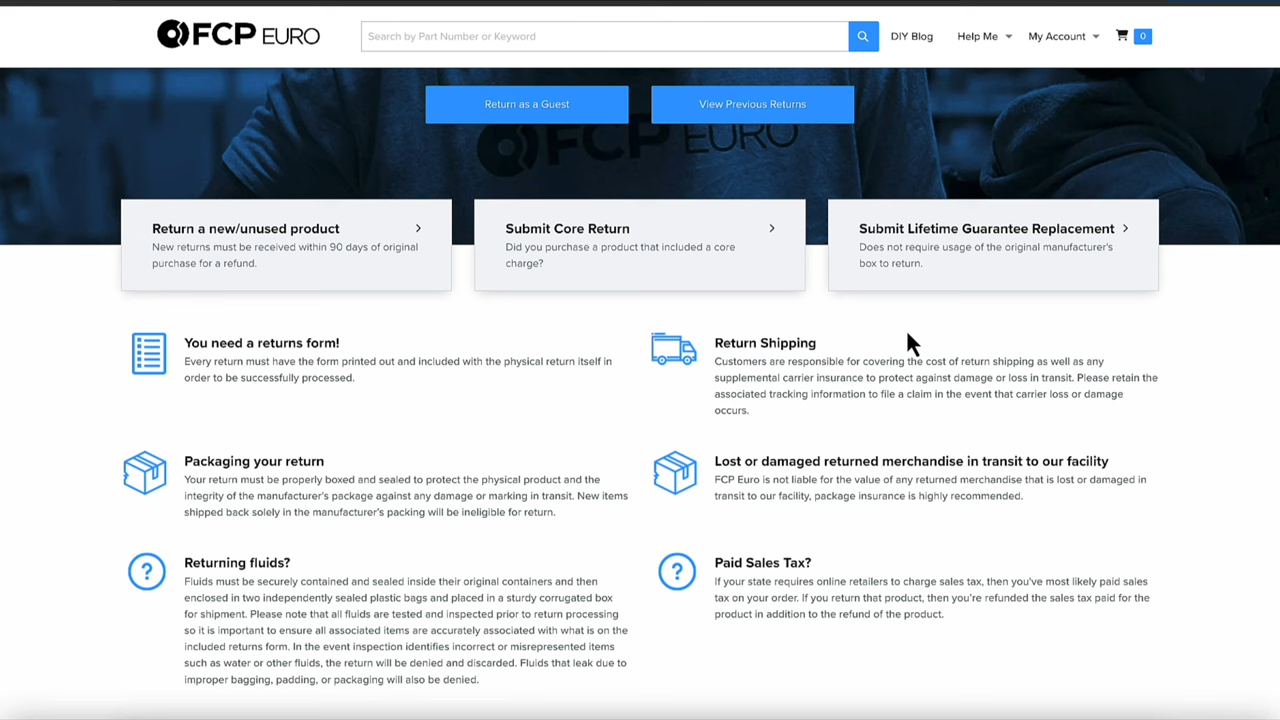 FCP EURO
Search by Part Number or Keyword
DIY Blog
Help Me
My Account
0
Return as a Guest
View Previous Returns
FCP EURO
Return a new/unused product
New returns must be received within 90 days of original
purchase for a refund.
Submit Core Return
Did you purchase a product that included a core
charge?
Submit Lifetime Guarantee Replacement
Does not require usage of the original manufacturer's
box to return.
You need a returns form!
Every return must have the form printed out and included with the physical return itself in
order to be successfully processed.
Return Shipping
Customers are responsible for covering the cost of return shipping as well as any
supplemental carrier insurance to protect against damage or loss in transit. Please retain the
associated tracking information to file a claim in the event that carrier loss or damage
occurs.
Packaging your return
Your return must be properly boxed and sealed to protect the physical product and the
integrity of the manufacturer's package against any damage or marking in transit. New items
shipped back solely in the manufacturer's packing will be ineligible for return.
Lost or damaged returned merchandise in transit to our facility
FCP Euro is not liable for the value of any returned merchandise that is lost or damaged in
transit to our facility, package insurance is highly recommended.
Returning fluids?
Fluids must be securely contained and sealed inside their original containers and then
enclosed in two independently sealed plastic bags and placed in a sturdy corrugated box
for shipment. Please note that all fluids are tested and inspected prior to return processing
so it is important to ensure all associated items are accurately associated with what is on the
included returns form. In the event inspection identifies incorrect or misrepresented items
such as water or other fluids, the return will be denied and discarded. Fluids that leak due to
improper bagging, padding, or packaging will also be denied.
Paid Sales Tax?
If your state requires online retailers to charge sales tax, then you've most likely paid sales
tax on your order. If you return that product, then you're refunded the sales tax paid for the
product in addition to the refund of the product.